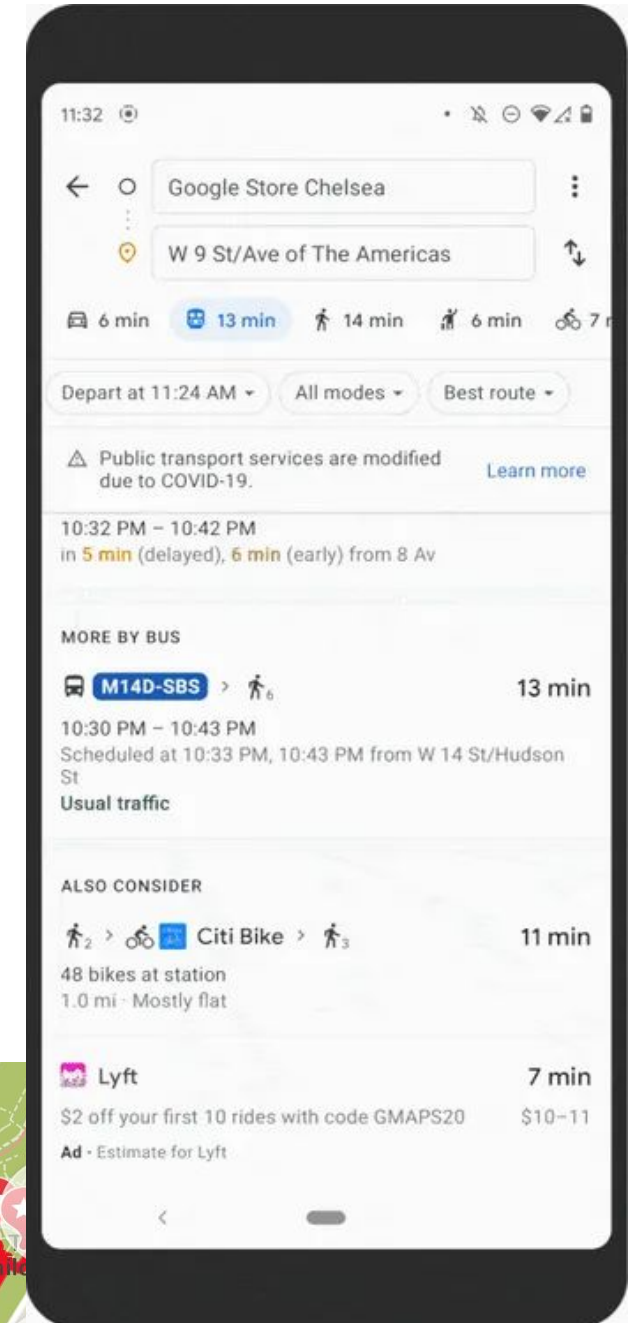 11:32
Google Store Chelsea
W 9 St/Ave of The Americas
6 min 13 min 14 min 6 min 7
Depart at 11:24 AM All modes Best route
Public transport services are modified
due to COVID-19.
Learn more
10:32 PM – 10:42 PM
in 5 min (delayed), 6 min (early) from 8 Av
MORE BY BUS
M14D-SBS > 6 13 min
10:30 PM – 10:43 PM
Scheduled at 10:33 PM, 10:43 PM from W 14 St/Hudson
St
Usual traffic
ALSO CONSIDER
2 > Citi Bike > 3 11 min
48 bikes at station
1.0 mi · Mostly flat
Lyft 7 min
$2 off your first 10 rides with code GMAPS20 $10–11
Ad · Estimate for Lyft